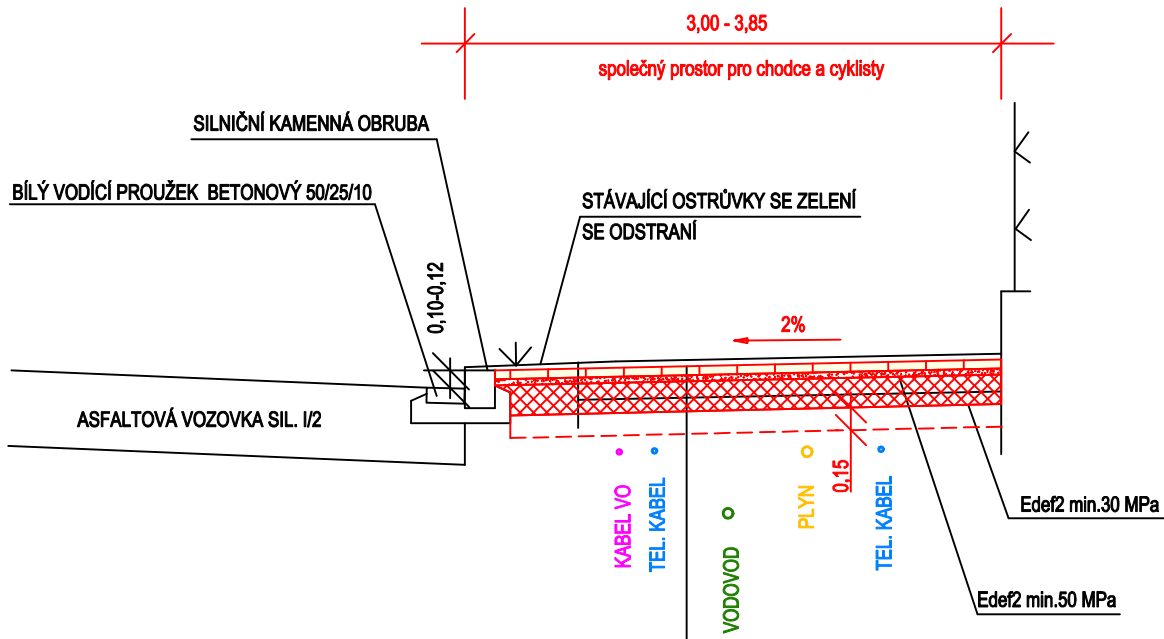 3,00 - 3,85
společný prostor pro chodce a cyklisty
SILNIČNÍ KAMENNÁ OBRUBA
BÍLÝ VODÍCÍ PROUŽEK BETONOVÝ 50/25/10
STÁVAJÍCÍ OSTRŮVKY SE ZELENÍ
SE ODSTRANÍ
0,10-0,12
2%
ASFALTOVÁ VOZOVKA SIL. I/2
KABEL VO
TEL. KABEL
VODOVOD
PLYN
0,15
TEL. KABEL
Edef2 min.30 MPa
Edef2 min.50 MPa